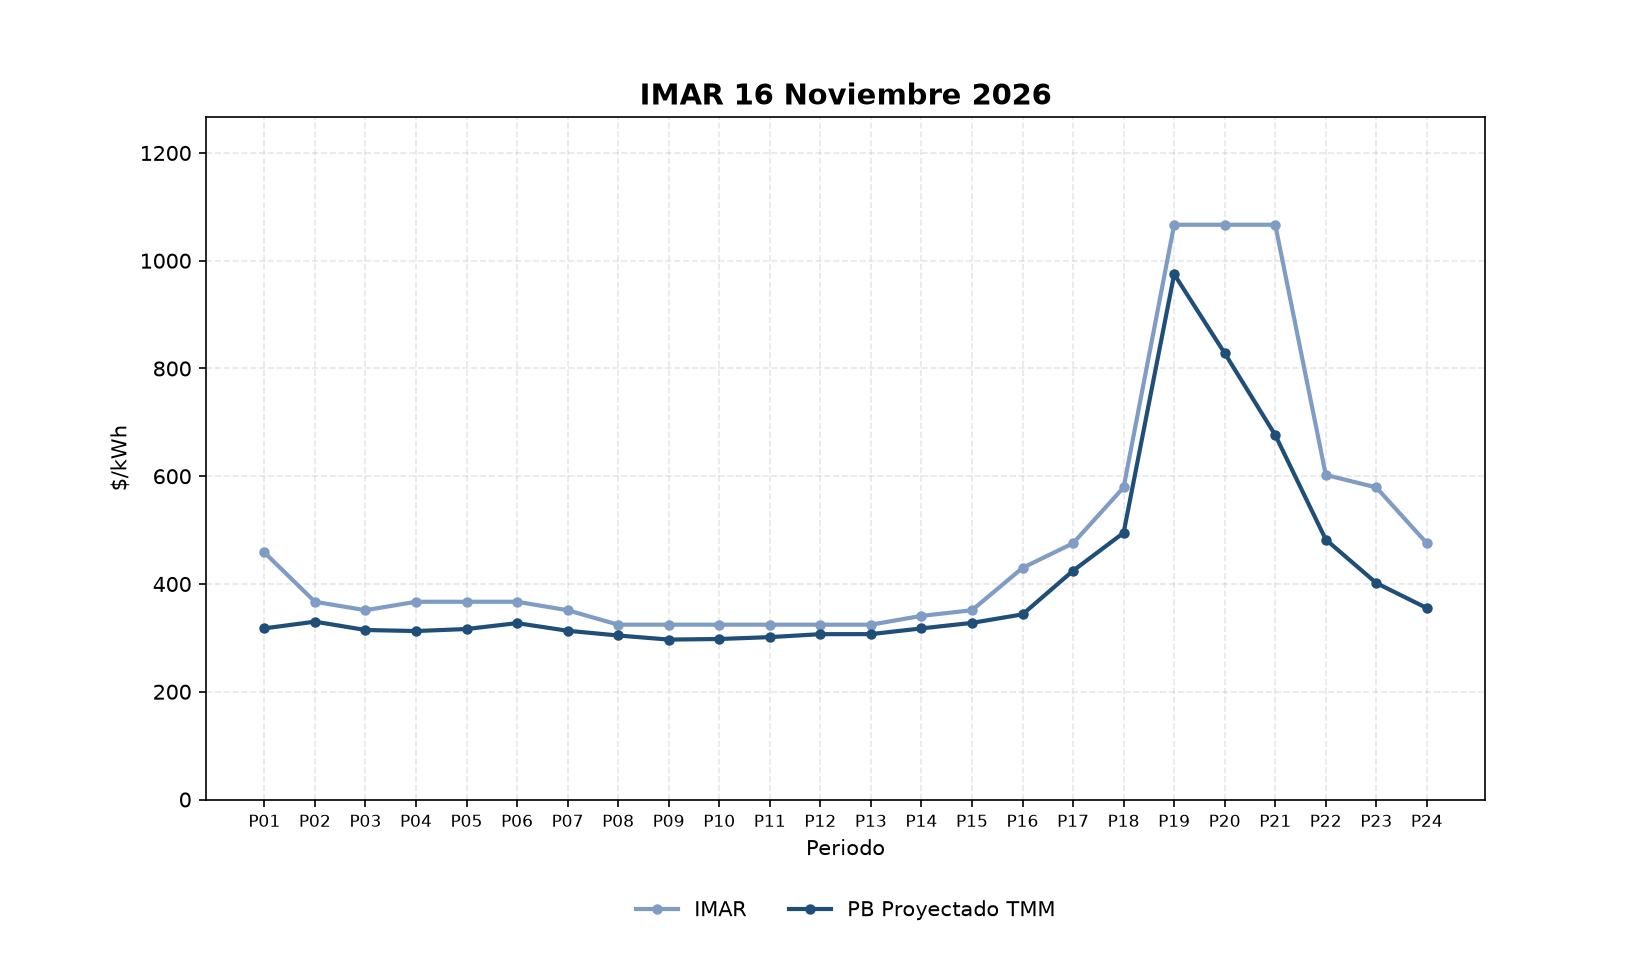 IMAR 16 Noviembre 2026
1200
1000
800
600
400
200
0
$/kWh
P01 P02 P03 P04 P05 P06 P07 P08 P09 P10 P11 P12 P13 P14 P15 P16 P17 P18 P19 P20 P21 P22 P23 P24
Periodo
IMAR PB Proyectado TMM